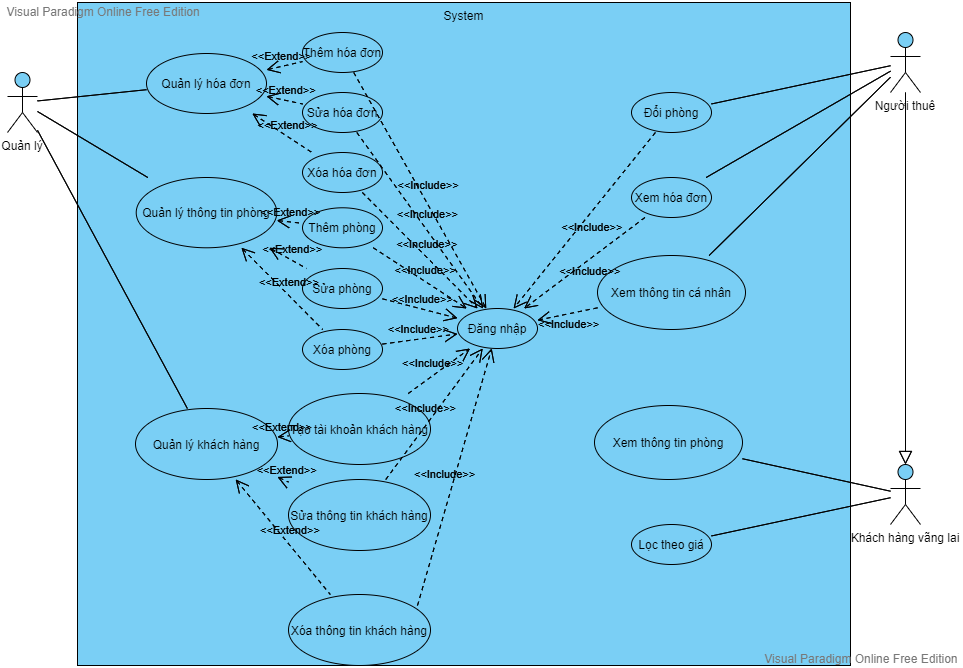 Visual Paradigm Online Free Edition
System
Thêm hóa đơn
<<Extend>>
Quản lý hóa đơn
<<Extend>>
Sửa hóa đơn
<<Extend>>
Quản lý
Đổi phòng
Người thuê
Xóa hóa đơn
<<Include>>
Xem hóa đơn
Quản lý thông tin phòng
<<Extend>>
<<Include>>
Thêm phòng
<<Include>>
<<Include>>
<<Extend>>
<<Include>>
<<Include>>
<<Extend>>
Sửa phòng
Xem thông tin cá nhân
<<Include>>
Đăng nhập
<<Include>>
<<Include>>
Xóa phòng
<<Include>>
<<Include>>
<<Extend>>
Tạo tài khoản khách hàng
Quản lý khách hàng
Xem thông tin phòng
<<Extend>>
<<Include>>
Sửa thông tin khách hàng
<<Extend>>
Khách hàng vãng lai
Lọc theo giá
Xóa thông tin khách hàng
Visual Paradigm Online Free Edition